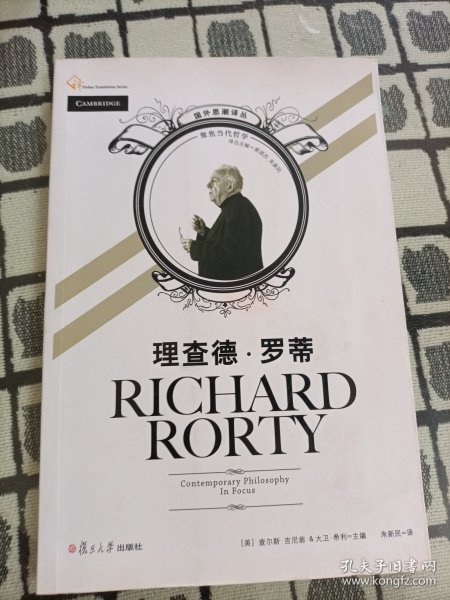 Fudan Translation Series
CAMBRIDGE
国外思潮译丛
聚焦当代哲学
理查德·罗蒂
RICHARD
RORTY
Contemporary Philosophy
In Focus
[美] 查尔斯·吉尼翁 & 大卫·希利=主编 朱新民=译
復旦大學出版社
孔夫子旧书网
www.kongfz.com